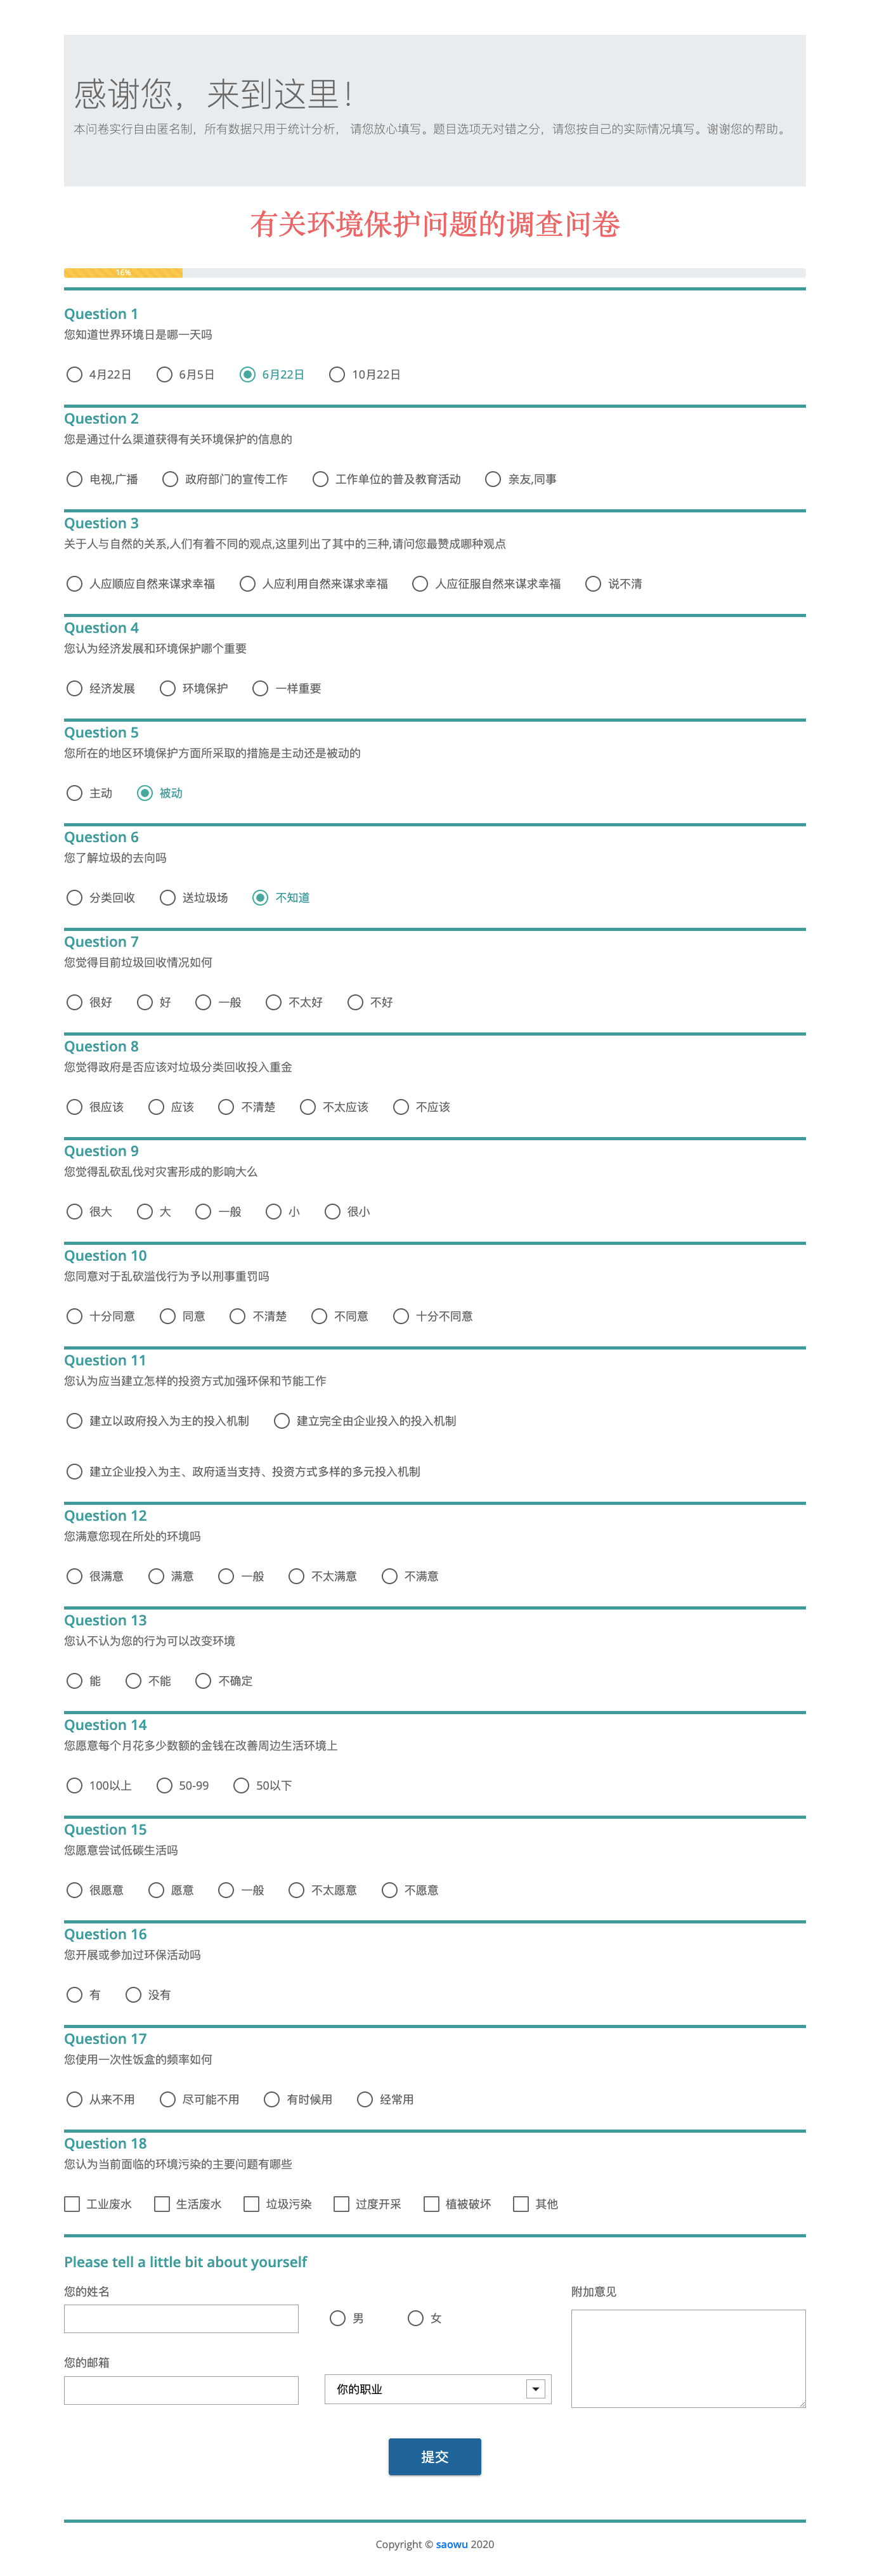 感谢您，来到这里！
本问卷实行自由匿名制，所有数据只用于统计分析， 请您放心填写。题目选项无对错之分，请您按自己的实际情况填写。谢谢您的帮助。
有关环境保护问题的调查问卷
16%
Question 1
您知道世界环境日是哪一天吗
4月22日 6月5日 6月22日 10月22日
Question 2
您是通过什么渠道获得有关环境保护的信息的
电视,广播 政府部门的宣传工作 工作单位的普及教育活动 亲友,同事
Question 3
关于人与自然的关系,人们有着不同的观点,这里列出了其中的三种,请问您最赞成哪种观点
人应顺应自然来谋求幸福 人应利用自然来谋求幸福 人应征服自然来谋求幸福 说不清
Question 4
您认为经济发展和环境保护哪个重要
经济发展 环境保护 一样重要
Question 5
您所在的地区环境保护方面所采取的措施是主动还是被动的
主动 被动
Question 6
您了解垃圾的去向吗
分类回收 送垃圾场 不知道
Question 7
您觉得目前垃圾回收情况如何
很好 好 一般 不太好 不好
Question 8
您觉得政府是否应该对垃圾分类回收投入重金
很应该 应该 不清楚 不太应该 不应该
Question 9
您觉得乱砍乱伐对灾害形成的影响大么
很大 大 一般 小 很小
Question 10
您同意对于乱砍滥伐行为予以刑事重罚吗
十分同意 同意 不清楚 不同意 十分不同意
Question 11
您认为应当建立怎样的投资方式加强环保和节能工作
建立以政府投入为主的投入机制 建立完全由企业投入的投入机制
建立企业投入为主、政府适当支持、投资方式多样的多元投入机制
Question 12
您满意您现在所处的环境吗
很满意 满意 一般 不太满意 不满意
Question 13
您认不认为您的行为可以改变环境
能 不能 不确定
Question 14
您愿意每个月花多少数额的金钱在改善周边生活环境上
100以上 50-99 50以下
Question 15
您愿意尝试低碳生活吗
很愿意 愿意 一般 不太愿意 不愿意
Question 16
您开展或参加过环保活动吗
有 没有
Question 17
您使用一次性饭盒的频率如何
从来不用 尽可能不用 有时候用 经常用
Question 18
您认为当前面临的环境污染的主要问题有哪些
工业废水 生活废水 垃圾污染 过度开采 植被破坏 其他
Please tell a little bit about yourself
您的姓名 附加意见
男 女
您的邮箱
你的职业
提交
Copyright © saowu 2020